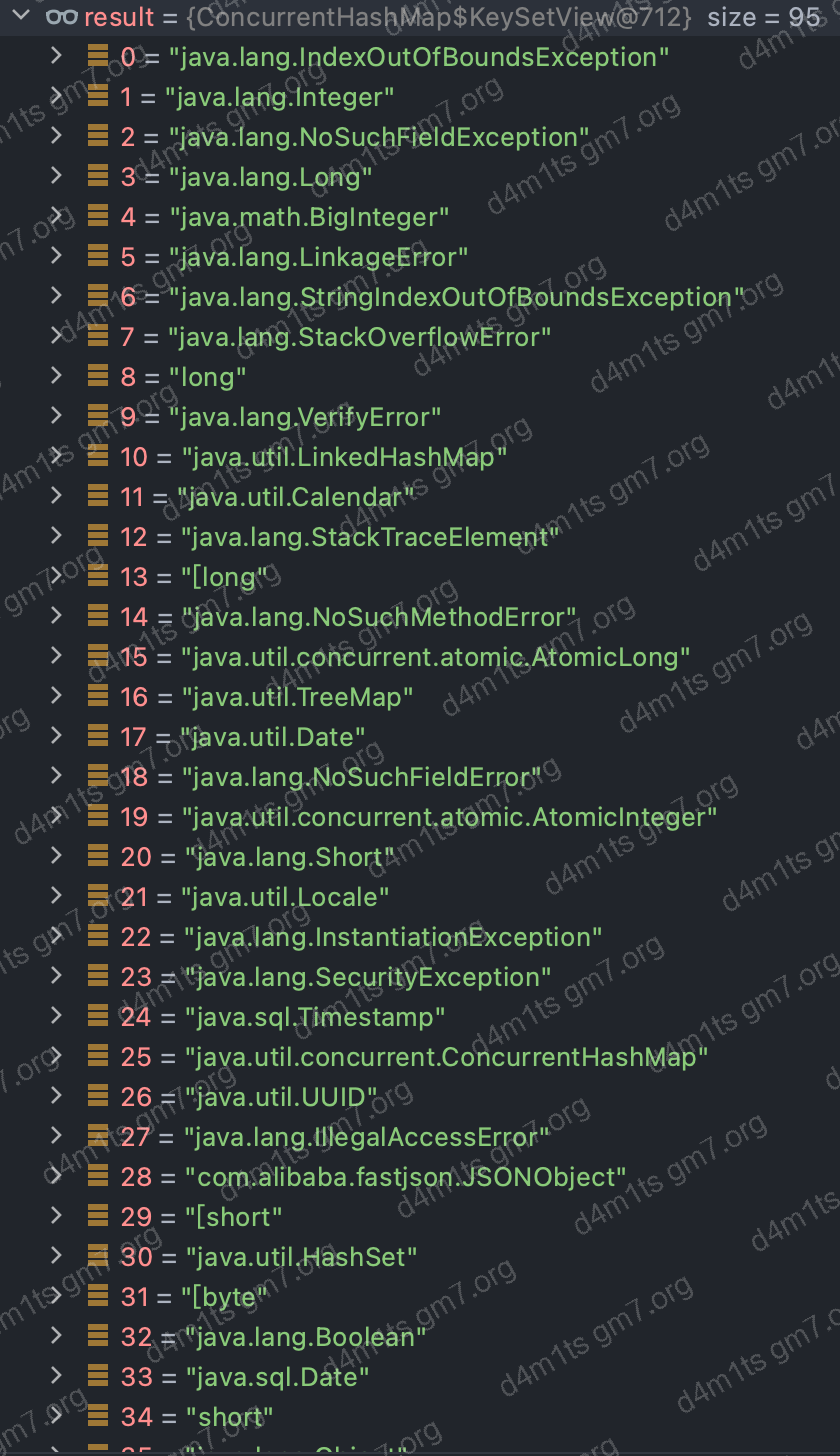 result = {ConcurrentHashMap$KeySetView@712} size = 95
0 = "java.lang.IndexOutOfBoundsException"
1 = "java.lang.Integer"
2 = "java.lang.NoSuchFieldException"
3 = "java.lang.Long"
4 = "java.math.BigInteger"
5 = "java.lang.LinkageError"
6 = "java.lang.StringIndexOutOfBoundsException"
7 = "java.lang.StackOverflowError"
8 = "long"
9 = "java.lang.VerifyError"
10 = "java.util.LinkedHashMap"
11 = "java.util.Calendar"
12 = "java.lang.StackTraceElement"
13 = "[long"
14 = "java.lang.NoSuchMethodError"
15 = "java.util.concurrent.atomic.AtomicLong"
16 = "java.util.TreeMap"
17 = "java.util.Date"
18 = "java.lang.NoSuchFieldError"
19 = "java.util.concurrent.atomic.AtomicInteger"
20 = "java.lang.Short"
21 = "java.util.Locale"
22 = "java.lang.InstantiationException"
23 = "java.lang.SecurityException"
24 = "java.sql.Timestamp"
25 = "java.util.concurrent.ConcurrentHashMap"
26 = "java.util.UUID"
27 = "java.lang.IllegalAccessError"
28 = "com.alibaba.fastjson.JSONObject"
29 = "[short"
30 = "java.util.HashSet"
31 = "[byte"
32 = "java.lang.Boolean"
33 = "java.sql.Date"
34 = "short"
d4m1ts gm7.org